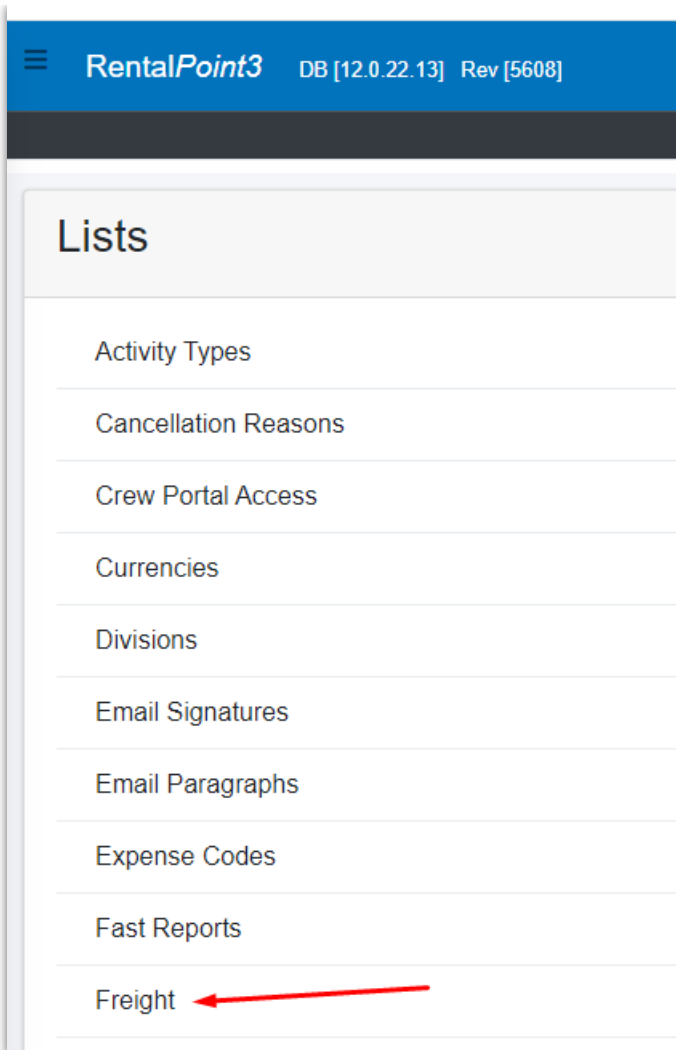 RentalPoint3 DB [12.0.22.13] Rev [5608]
Lists
Activity Types
Cancellation Reasons
Crew Portal Access
Currencies
Divisions
Email Signatures
Email Paragraphs
Expense Codes
Fast Reports
Freight